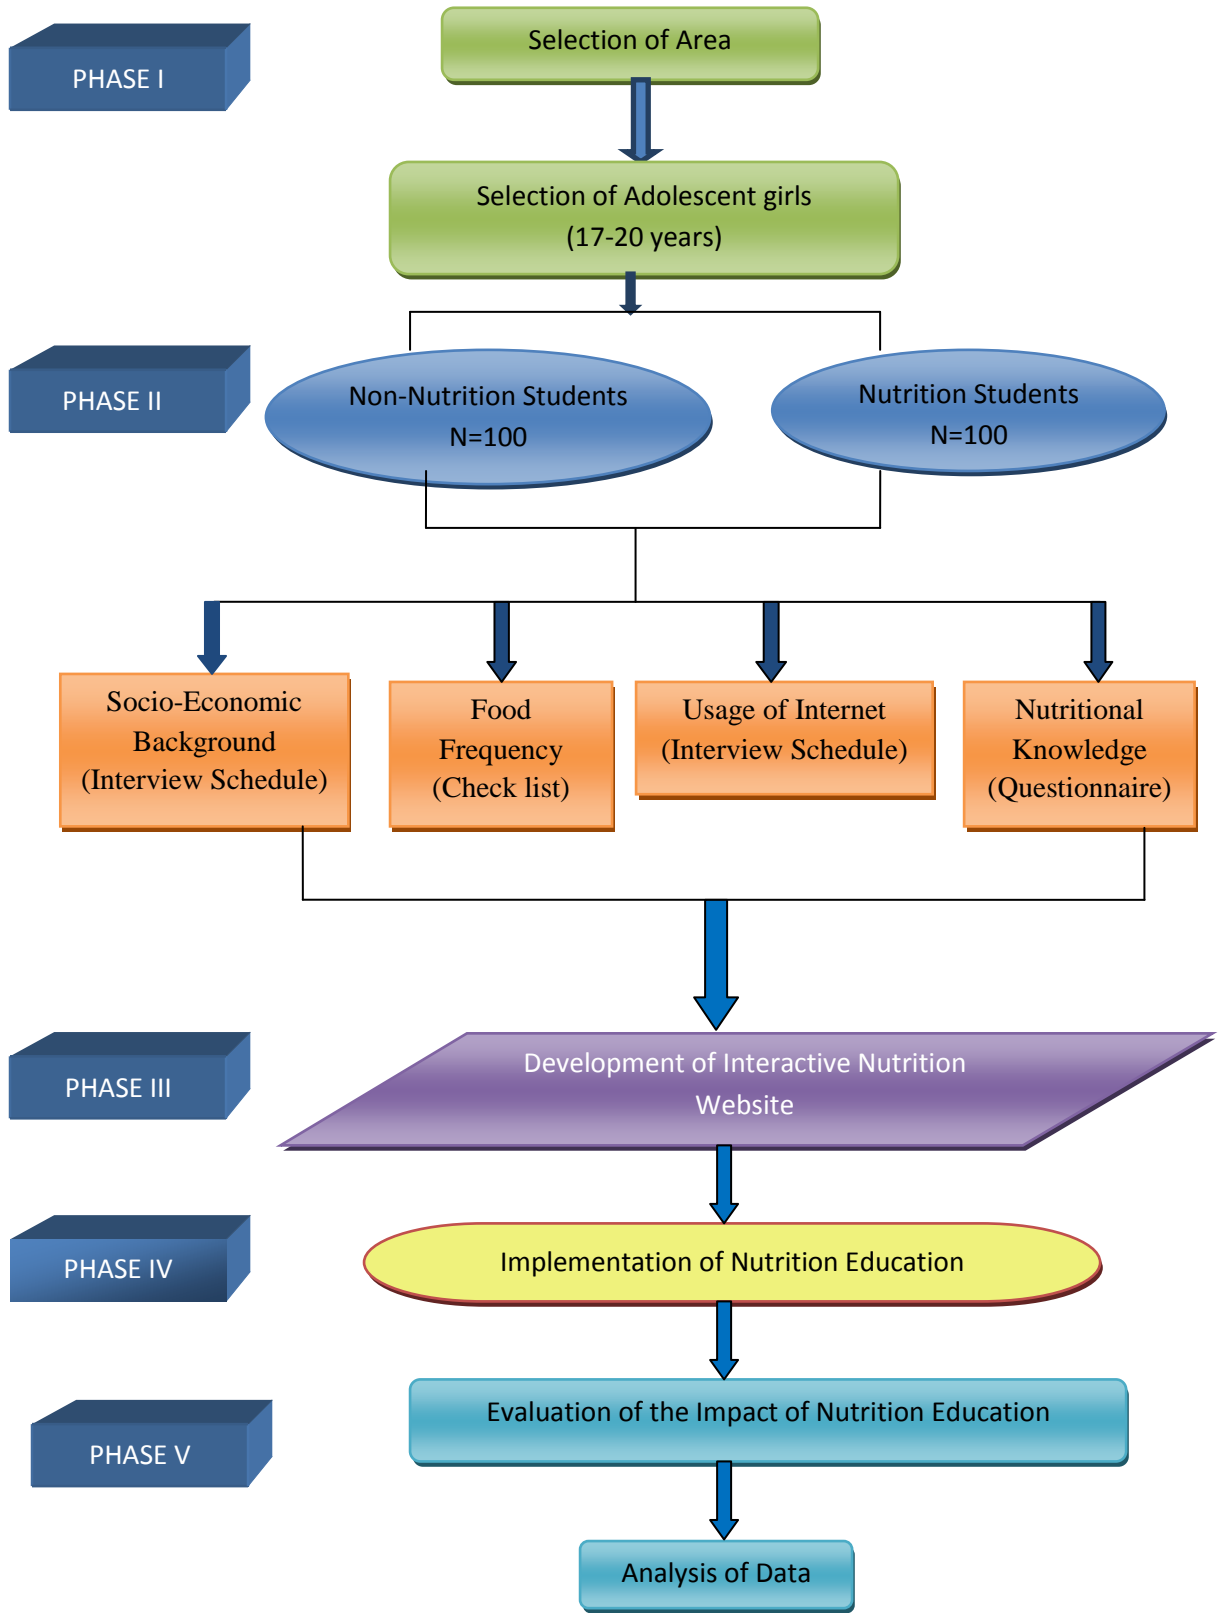 PHASE I
Selection of Area
Selection of Adolescent girls
(17-20 years)
PHASE II
Non-Nutrition Students
N=100
Nutrition Students
N=100
Socio-Economic
Background
(Interview Schedule)
Food
Frequency
(Check list)
Usage of Internet
(Interview Schedule)
Nutritional
Knowledge
(Questionnaire)
PHASE III
Development of Interactive Nutrition
Website
PHASE IV
Implementation of Nutrition Education
PHASE V
Evaluation of the Impact of Nutrition Education
Analysis of Data